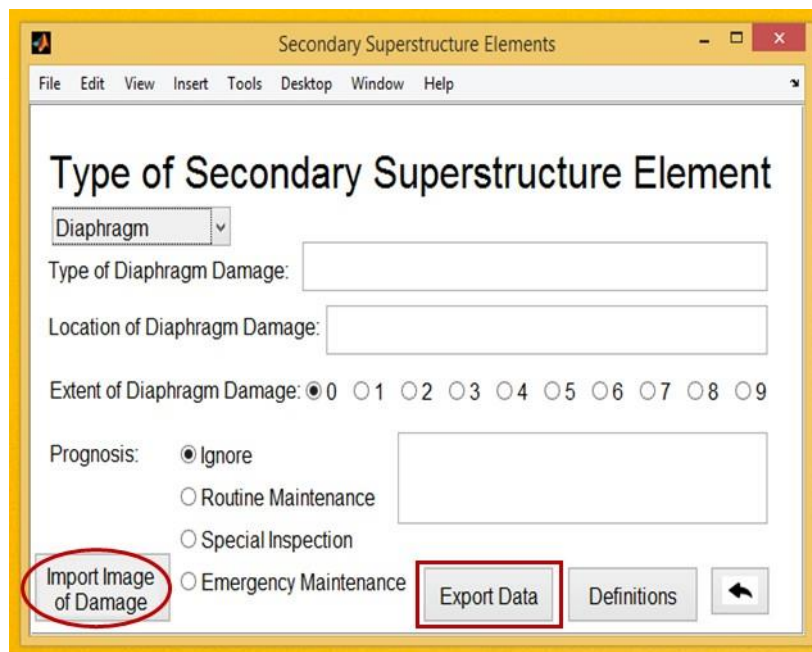 Secondary Superstructure Elements
File Edit View Insert Tools Desktop Window Help
Type of Secondary Superstructure Element
Diaphragm
Type of Diaphragm Damage:
Location of Diaphragm Damage:
Extent of Diaphragm Damage: 0 1 2 3 4 5 6 7 8 9
Prognosis: Ignore
Routine Maintenance
Special Inspection
Emergency Maintenance
Import Image
of Damage
Export Data Definitions